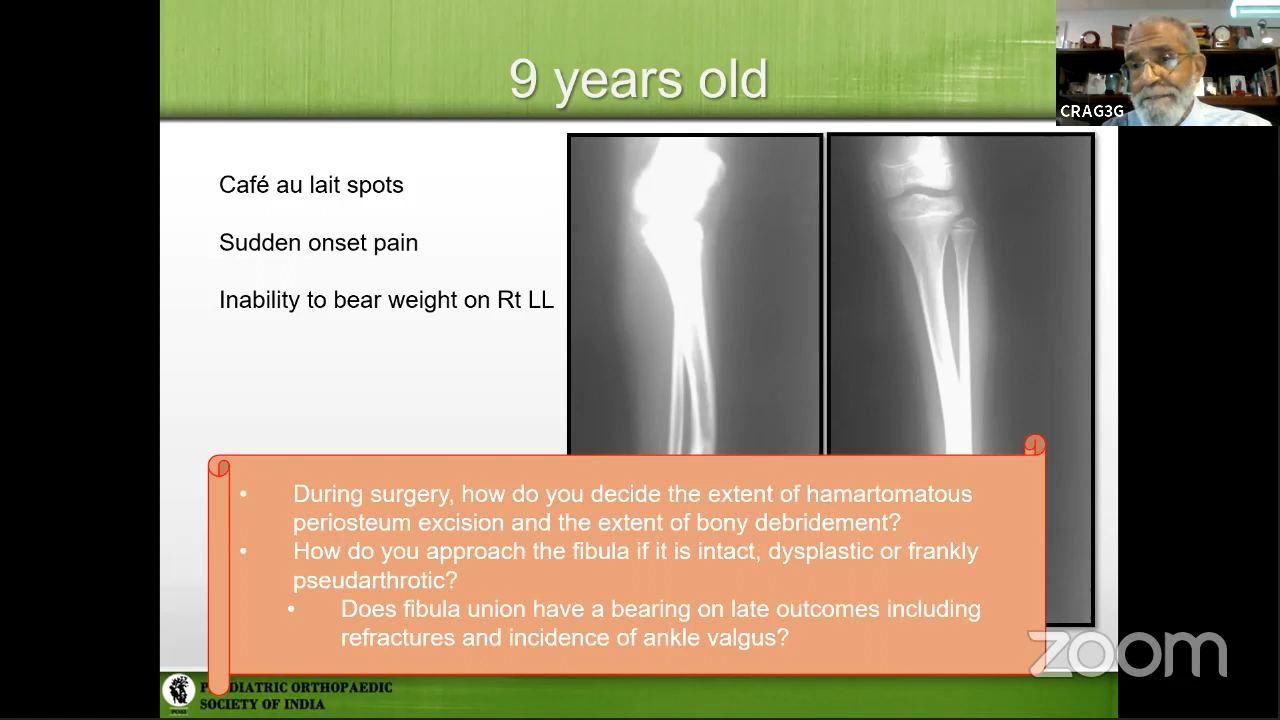 9 years old
CRAG3G
Café au lait spots
Sudden onset pain
Inability to bear weight on Rt LL
• During surgery, how do you decide the extent of hamartomatous
periosteum excision and the extent of bony debridement?
• How do you approach the fibula if it is intact, dysplastic or frankly
pseudarthrotic?
• Does fibula union have a bearing on late outcomes including
refractures and incidence of ankle valgus?
zoom
ORTHOPAEDIC
SOCIETY OF INDIA